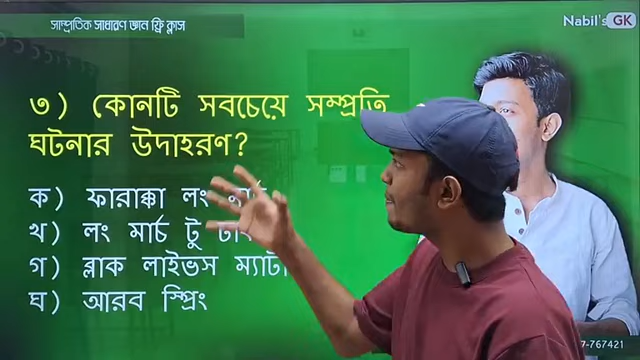 সাম্প্রতিক সাধারণ জ্ঞান ফ্রি ক্লাস
Nabil's GK
৩) কোনটি সবচেয়ে সম্প্রতি
ঘটনার উদাহরণ?
ক) ফারাক্কা লং
খ) লং মার্চ টু
গ) ব্লাক লাইভস ম্যাটা
ঘ) আরব স্প্রিং
7-767421